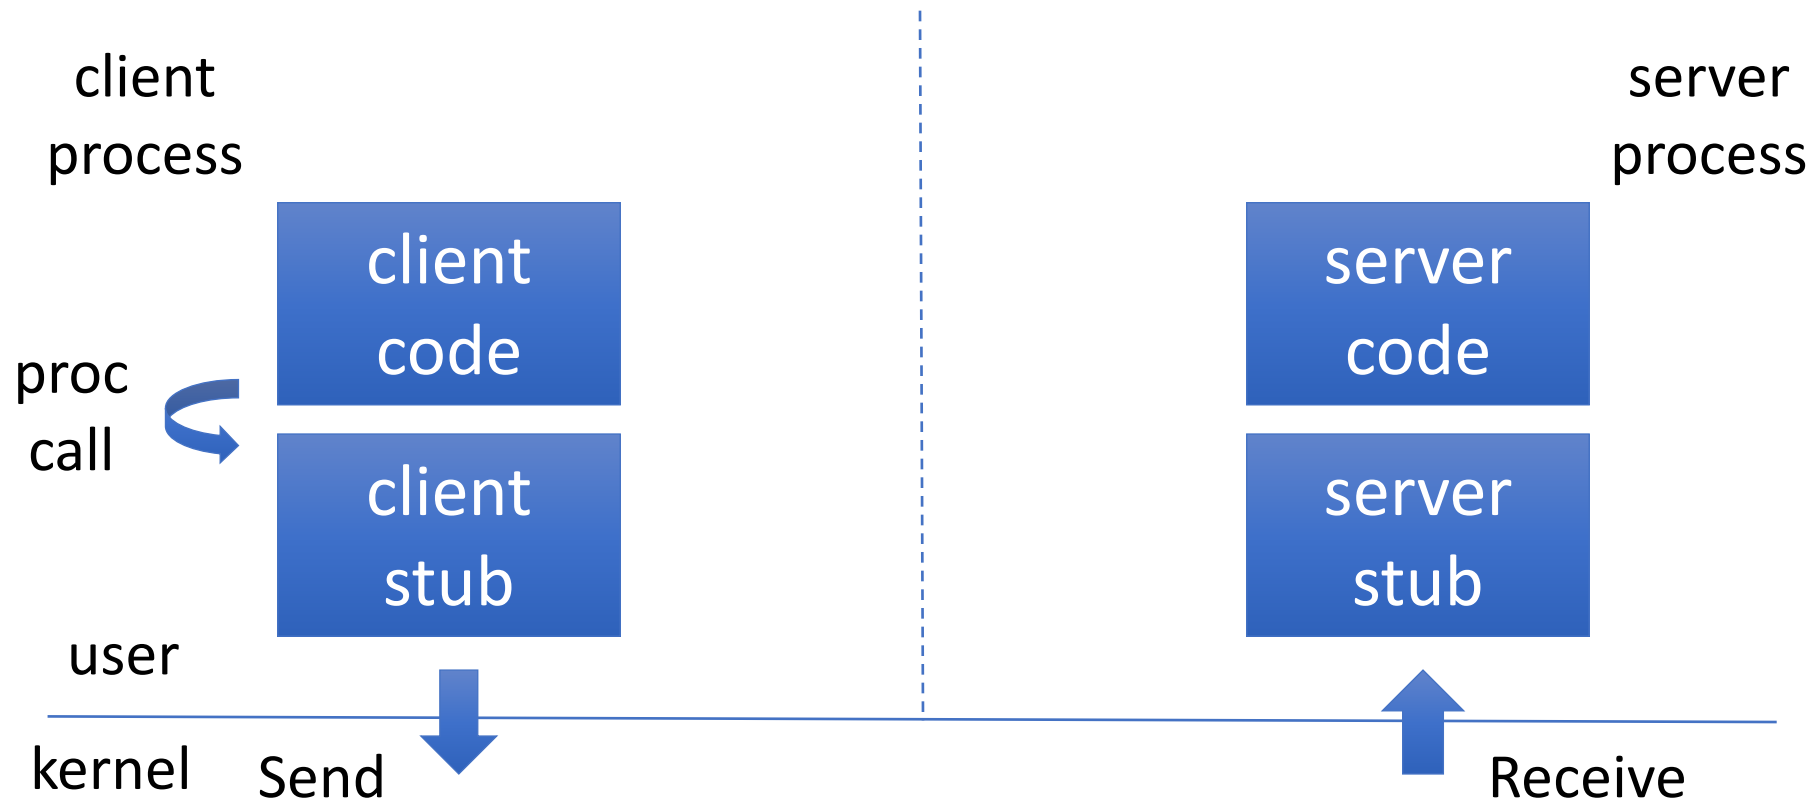 client
process
server
process
client
code
server
code
proc
call
client
stub
server
stub
user
kernel
Send
Receive